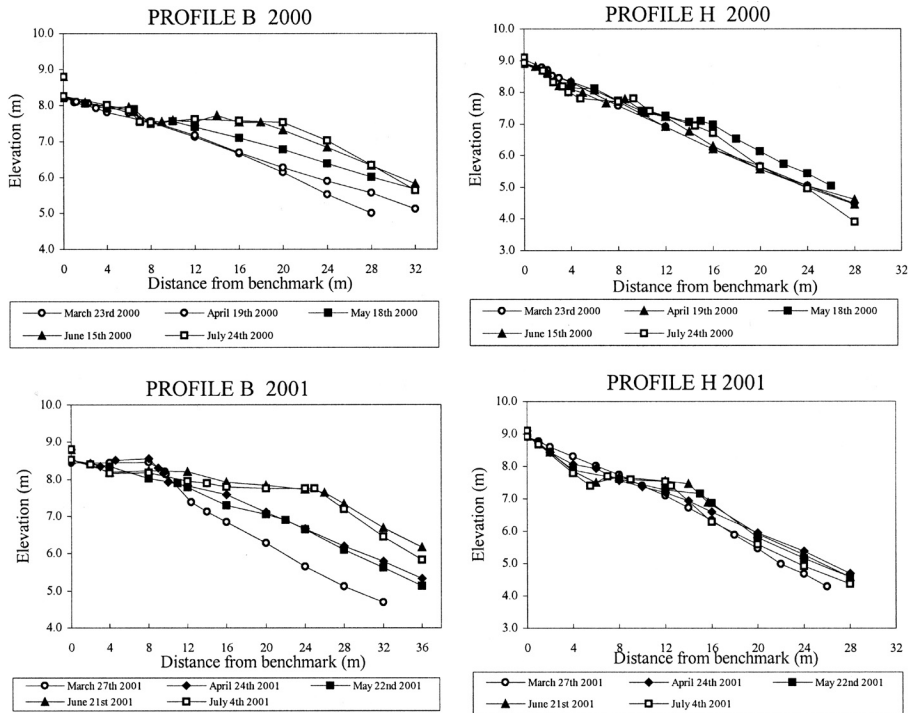 PROFILE B 2000
10.0
9.0
8.0
7.0
6.0
5.0
4.0
Elevation (m)
0 4 8 12 16 20 24 28 32
Distance from benchmark (m)
March 23rd 2000 April 19th 2000 May 18th 2000
June 15th 2000 July 24th 2000
PROFILE H 2000
10.0
9.0
8.0
7.0
6.0
5.0
4.0
3.0
Elevation (m)
0 4 8 12 16 20 24 28 32
Distance from benchmark (m)
March 23rd 2000 April 19th 2000 May 18th 2000
June 15th 2000 July 24th 2000
PROFILE B 2001
10.0
9.0
8.0
7.0
6.0
5.0
4.0
Elevation (m)
0 4 8 12 16 20 24 28 32 36
Distance from benchmark (m)
March 27th 2001 April 24th 2001 May 22nd 2001
June 21st 2001 July 4th 2001
PROFILE H 2001
10.0
9.0
8.0
7.0
6.0
5.0
4.0
3.0
Elevation (m)
0 4 8 12 16 20 24 28 32
Distance from benchmark (m)
March 27th 2001 April 24th 2001 May 22nd 2001
June 21st 2001 July 4th 2001